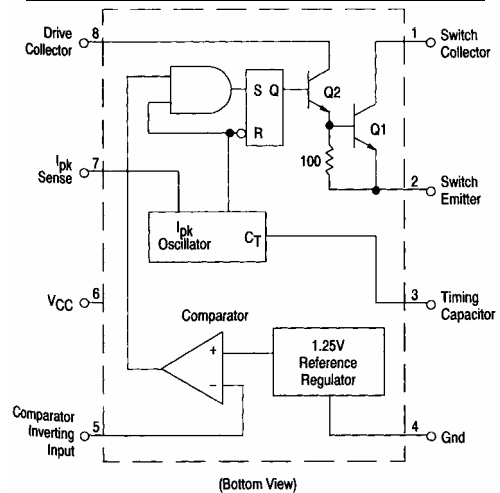 Drive
Collector
8
1
Switch
Collector
S Q
Q2
R
Q1
100
Ipk
Sense
7
2
Switch
Emitter
Ipk
Oscillator
CT
VCC
6
3
Timing
Capacitor
Comparator
+
−
1.25V
Reference
Regulator
Comparator
Inverting
Input
5
4
Gnd
(Bottom View)